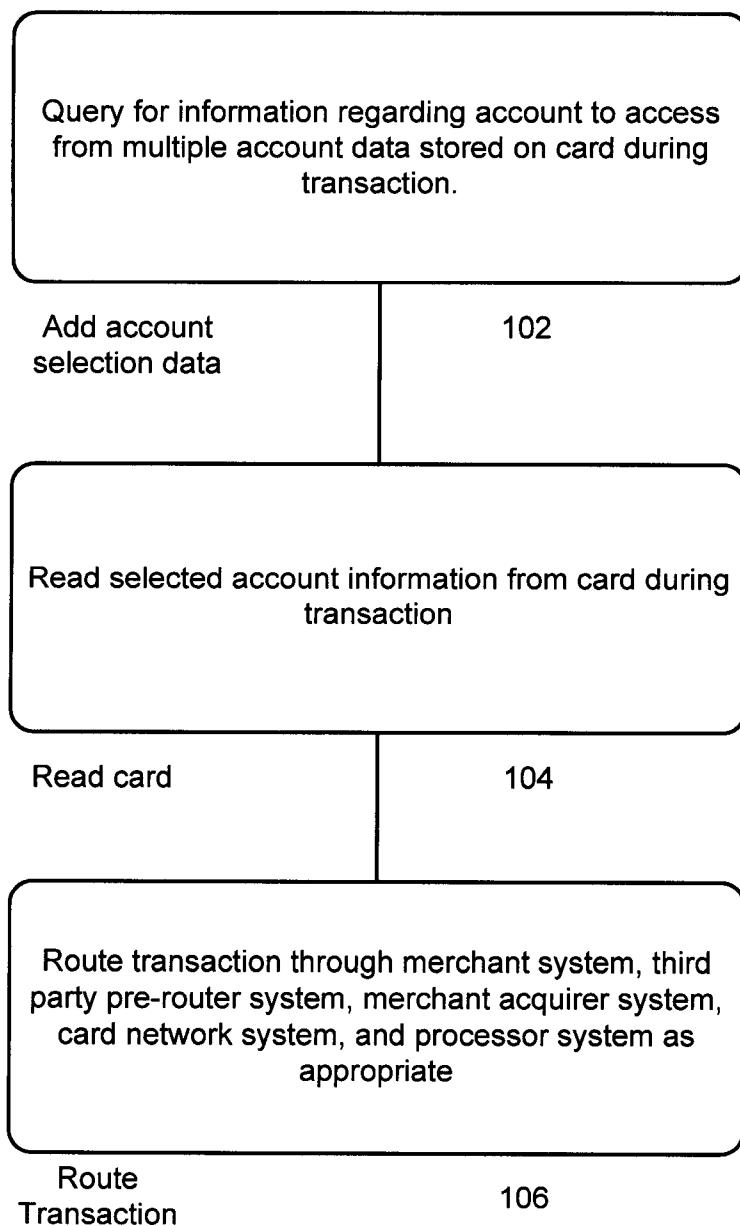 Query for information regarding account to access
from multiple account data stored on card during
transaction.
Add account
selection data
102
Read selected account information from card during
transaction
Read card
104
Route transaction through merchant system, third
party pre-router system, merchant acquirer system,
card network system, and processor system as
appropriate
Route
Transaction
106